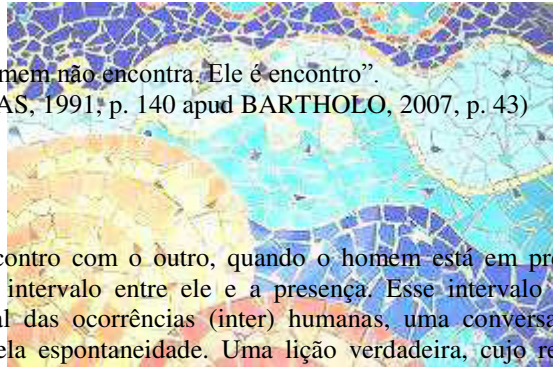 mem não encontra. Ele é encontro”.
AS, 1991, p. 140 apud BARTHOLO, 2007, p. 43)
contro com o outro, quando o homem está em pr
intervalo entre ele e a presença. Esse intervalo
al das ocorrências (inter) humanas, uma conversa
ela espontaneidade. Uma lição verdadeira, cujo re